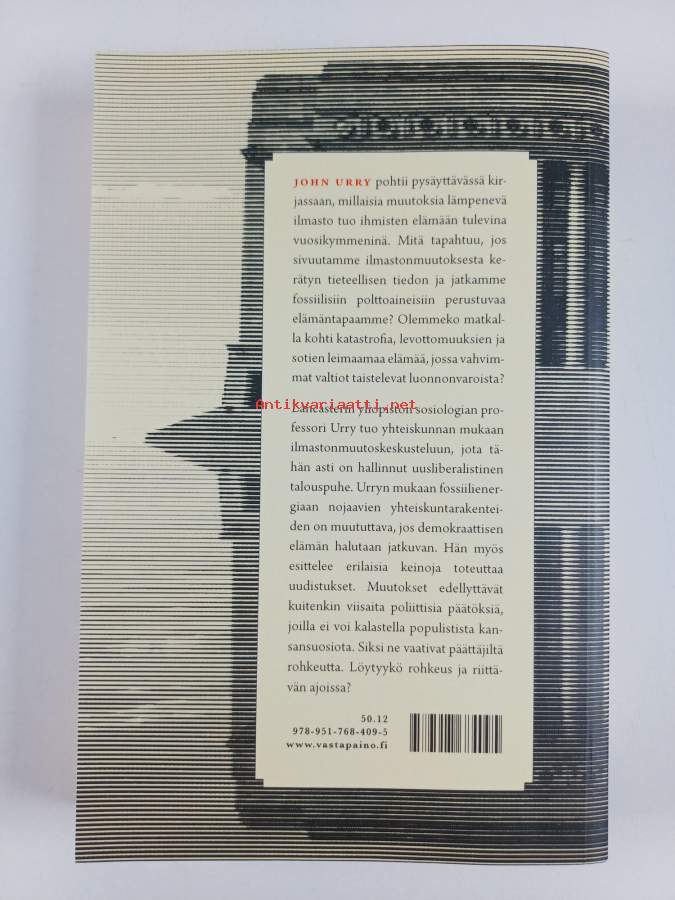 JOHN URRY pohtii pysäyttävässä kir-
jassaan, millaisia muutoksia lämpenevä
ilmasto tuo ihmisten elämään tulevina
vuosikymmeninä. Mitä tapahtuu, jos
sivuutamme ilmastonmuutoksesta ke-
rätyn tieteellisen tiedon ja jatkamme
fossiilisiin polttoaineisiin perustuvaa
elämäntapaamme? Olemmeko matkal-
la kohti katastrofia, levottomuuksien ja
sotien leimaamaa elämää, jossa vahvim-
mat valtiot taistelevat luonnonvaroista?
Antikvariaatti.net
Lancasterin yliopiston sosiologian pro-
fessori Urry tuo yhteiskunnan mukaan
ilmastonmuutoskeskusteluun, jota tä-
hän asti on hallinnut uusliberalistinen
talouspuhe. Urryn mukaan fossiiliener-
giaan nojaavien yhteiskuntarakentei-
den on muututtava, jos demokraattisen
elämän halutaan jatkuvan. Hän myös
esittelee erilaisia keinoja toteuttaa
uudistukset. Muutokset edellyttävät
kuitenkin viisaita poliittisia päätöksiä,
joilla ei voi kalastella populistista kan-
sansuosiota. Siksi ne vaativat päättäjiltä
rohkeutta. Löytyykö rohkeus ja riittä-
vän ajoissa?
50.12
978-951-768-409-5
www.vastapaino.fi